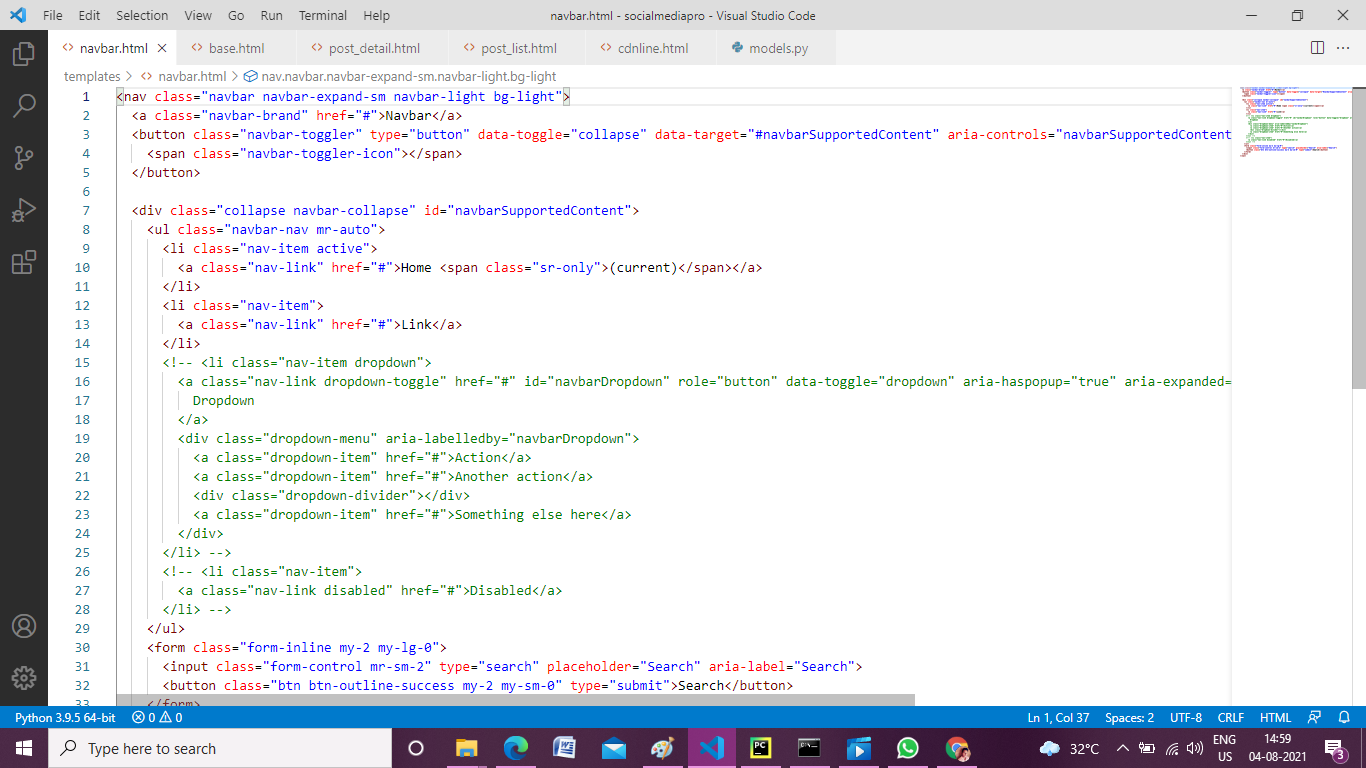 File Edit Selection View Go Run Terminal Help navbar.html - socialmediapro - Visual Studio Code
navbar.html base.html post_detail.html post_list.html cdnline.html models.py
templates > navbar.html > nav.navbar.navbar-expand-sm.navbar-light.bg-light
1 <nav class="navbar navbar-expand-sm navbar-light bg-light">
2 <a class="navbar-brand" href="#">Navbar</a>
3 <button class="navbar-toggler" type="button" data-toggle="collapse" data-target="#navbarSupportedContent" aria-controls="navbarSupportedContent
4 <span class="navbar-toggler-icon"></span>
5 </button>
6
7 <div class="collapse navbar-collapse" id="navbarSupportedContent">
8 <ul class="navbar-nav mr-auto">
9 <li class="nav-item active">
10 <a class="nav-link" href="#">Home <span class="sr-only">(current)</span></a>
11 </li>
12 <li class="nav-item">
13 <a class="nav-link" href="#">Link</a>
14 </li>
15 <!-- <li class="nav-item dropdown">
16 <a class="nav-link dropdown-toggle" href="#" id="navbarDropdown" role="button" data-toggle="dropdown" aria-haspopup="true" aria-expanded=
17 Dropdown
18 </a>
19 <div class="dropdown-menu" aria-labelledby="navbarDropdown">
20 <a class="dropdown-item" href="#">Action</a>
21 <a class="dropdown-item" href="#">Another action</a>
22 <div class="dropdown-divider"></div>
23 <a class="dropdown-item" href="#">Something else here</a>
24 </div>
25 </li> -->
26 <!-- <li class="nav-item">
27 <a class="nav-link disabled" href="#">Disabled</a>
28 </li> -->
29 </ul>
30 <form class="form-inline my-2 my-lg-0">
31 <input class="form-control mr-sm-2" type="search" placeholder="Search" aria-label="Search">
32 <button class="btn btn-outline-success my-2 my-sm-0" type="submit">Search</button>
33 </form>
Python 3.9.5 64-bit 0 0 Ln 1, Col 37 Spaces: 2 UTF-8 CRLF HTML
Type here to search 32°C ENG US 14:59 04-08-2021 3